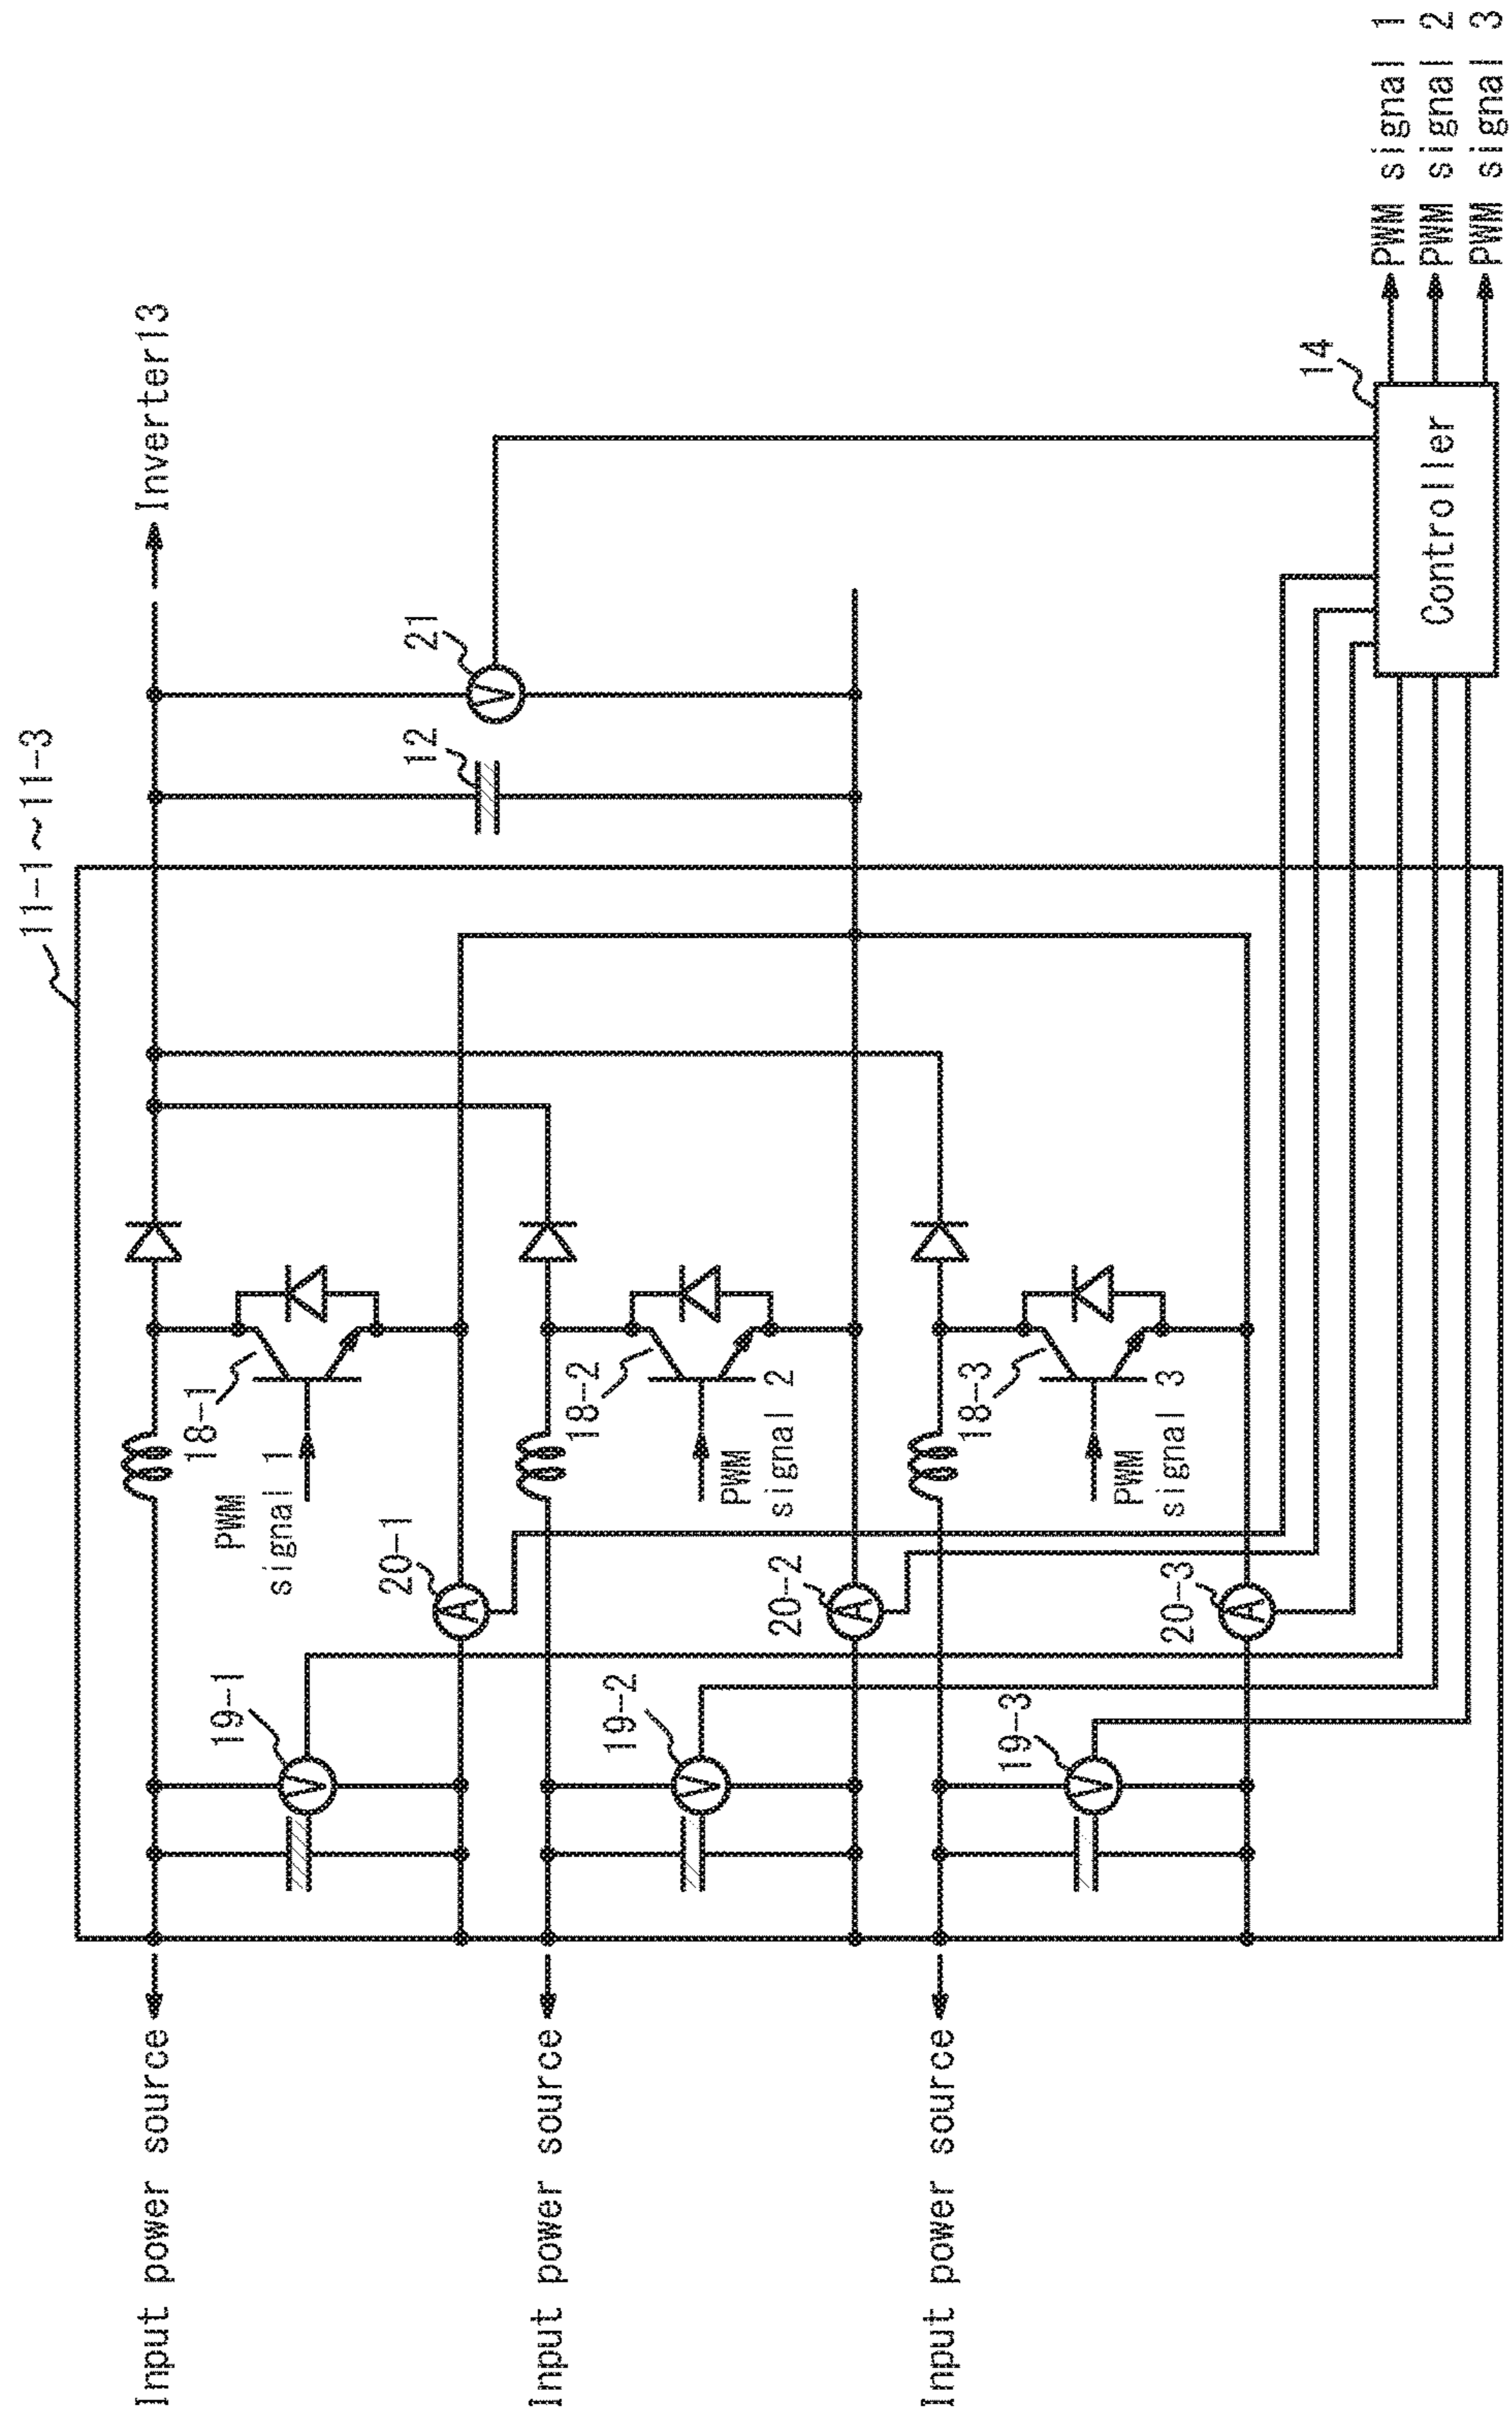 11-1～11-3
Inverter13
Input power source
18-1
PWM
signal 1
19-1
20-1
12
21
Input power source
18-2
PWM
signal 2
19-2
20-2
Input power source
18-3
PWM
signal 3
19-3
20-3
14
Controller
PWM signal 1
PWM signal 2
PWM signal 3
V
V
V
V
A
A
A